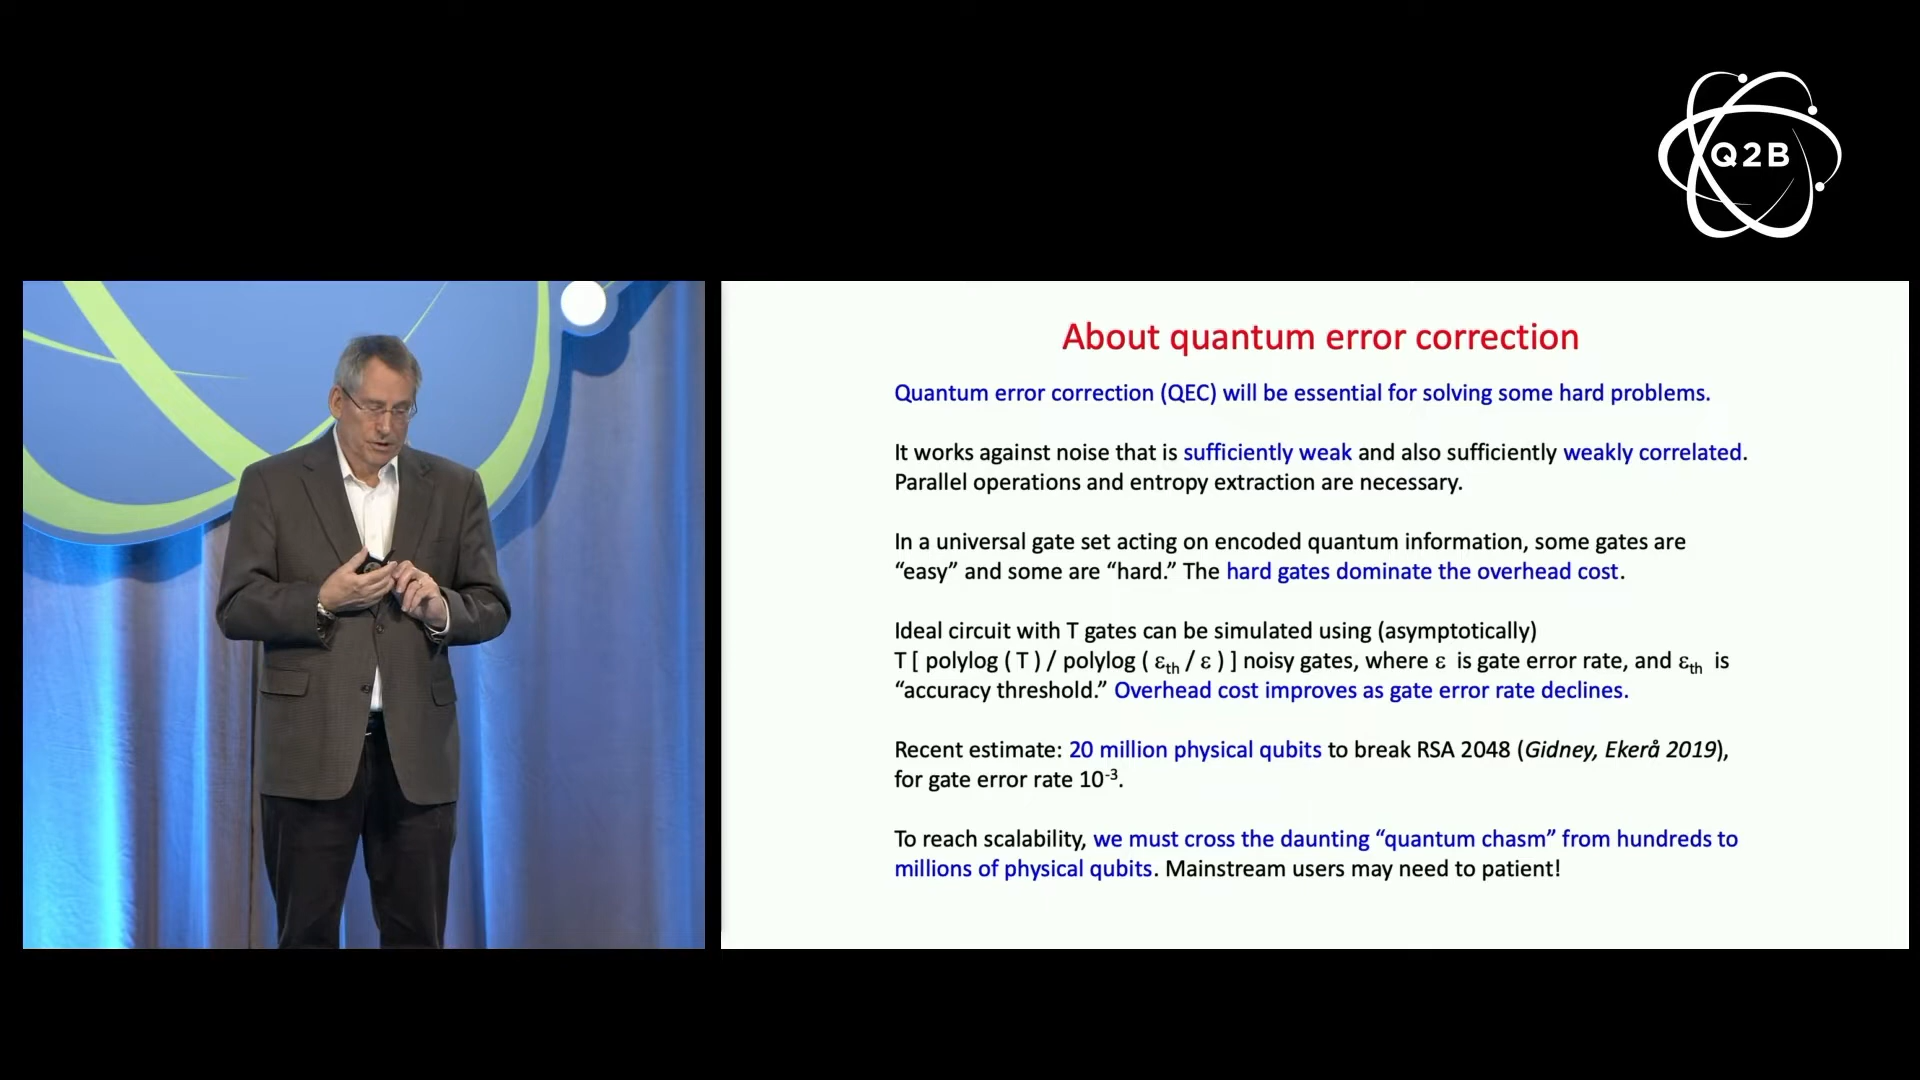 Q2B
About quantum error correction
Quantum error correction (QEC) will be essential for solving some hard problems.
It works against noise that is sufficiently weak and also sufficiently weakly correlated.
Parallel operations and entropy extraction are necessary.
In a universal gate set acting on encoded quantum information, some gates are
“easy” and some are “hard.” The hard gates dominate the overhead cost.
Ideal circuit with T gates can be simulated using (asymptotically)
T [ polylog ( T ) / polylog ( εth / ε ) ] noisy gates, where ε is gate error rate, and εth is
“accuracy threshold.” Overhead cost improves as gate error rate declines.
Recent estimate: 20 million physical qubits to break RSA 2048 (Gidney, Ekerå 2019),
for gate error rate 10⁻³.
To reach scalability, we must cross the daunting “quantum chasm” from hundreds to
millions of physical qubits. Mainstream users may need to patient!